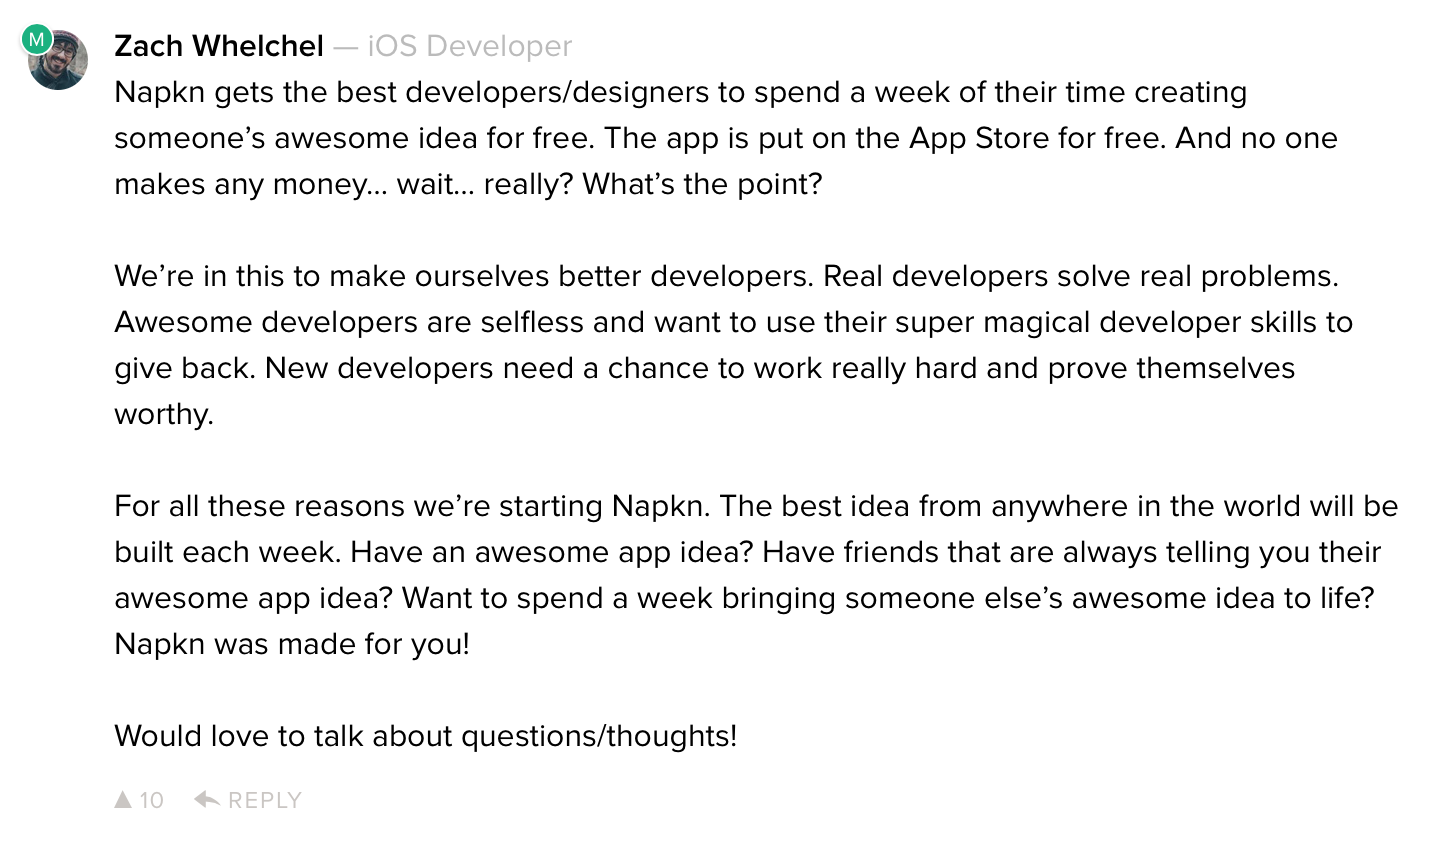 M
Zach Whelchel — iOS Developer
Napkn gets the best developers/designers to spend a week of their time creating
someone’s awesome idea for free. The app is put on the App Store for free. And no one
makes any money... wait... really? What’s the point?
We’re in this to make ourselves better developers. Real developers solve real problems.
Awesome developers are selfless and want to use their super magical developer skills to
give back. New developers need a chance to work really hard and prove themselves
worthy.
For all these reasons we’re starting Napkn. The best idea from anywhere in the world will be
built each week. Have an awesome app idea? Have friends that are always telling you their
awesome app idea? Want to spend a week bringing someone else’s awesome idea to life?
Napkn was made for you!
Would love to talk about questions/thoughts!
10 REPLY